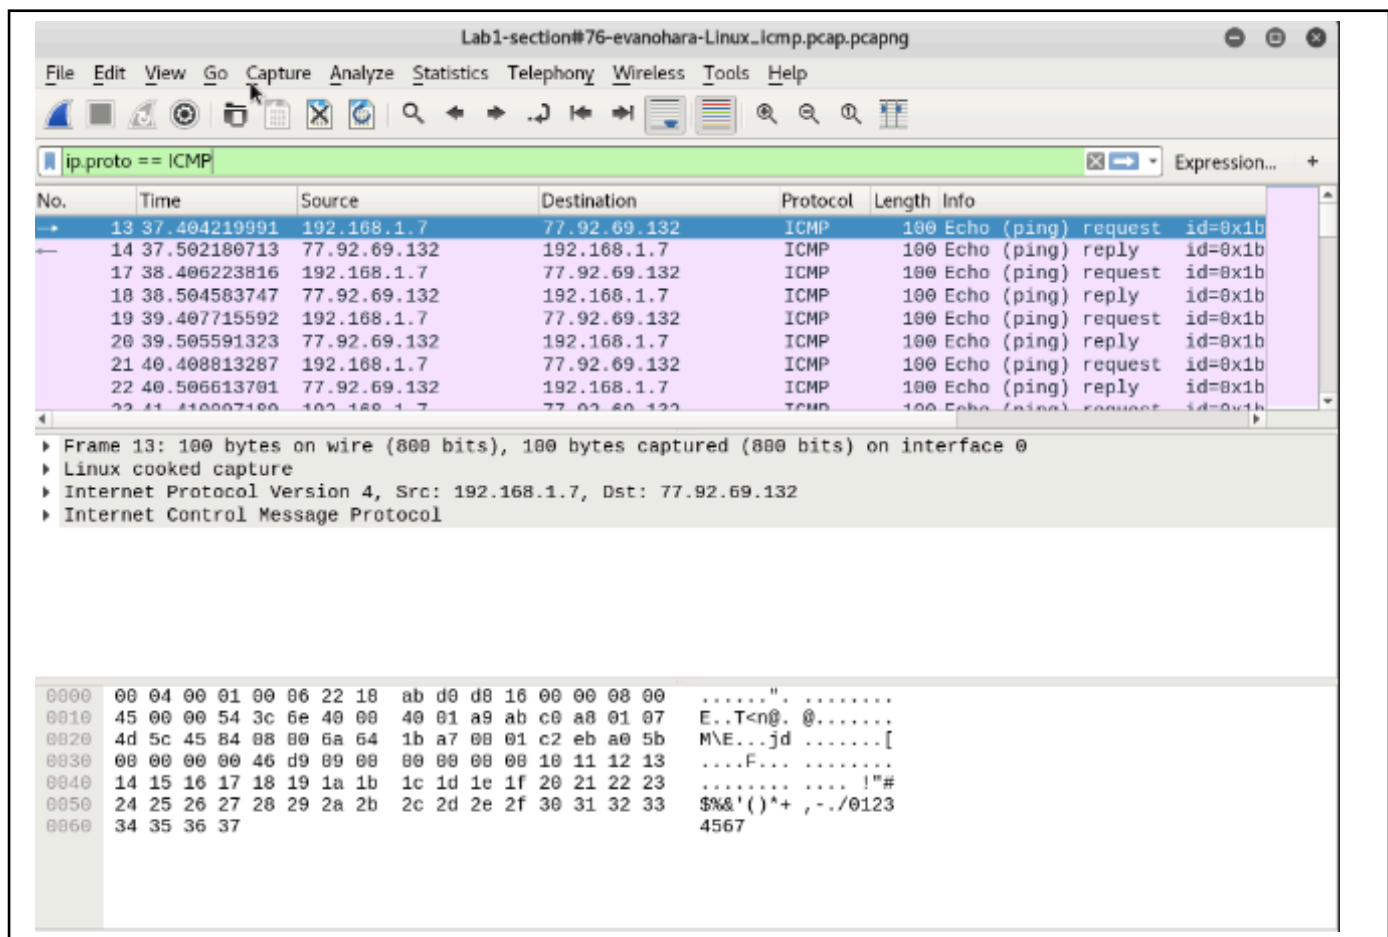 Lab1-section#76-evanohara-Linux_icmp.pcap.pcapng
File Edit View Go Capture Analyze Statistics Telephony Wireless Tools Help
ip.proto == ICMP Expression... +
No. Time Source Destination Protocol Length Info
13 37.404219991 192.168.1.7 77.92.69.132 ICMP 100 Echo (ping) request id=0x1b
14 37.502180713 77.92.69.132 192.168.1.7 ICMP 100 Echo (ping) reply id=0x1b
17 38.406223816 192.168.1.7 77.92.69.132 ICMP 100 Echo (ping) request id=0x1b
18 38.504583747 77.92.69.132 192.168.1.7 ICMP 100 Echo (ping) reply id=0x1b
19 39.407715592 192.168.1.7 77.92.69.132 ICMP 100 Echo (ping) request id=0x1b
20 39.505591323 77.92.69.132 192.168.1.7 ICMP 100 Echo (ping) reply id=0x1b
21 40.408813287 192.168.1.7 77.92.69.132 ICMP 100 Echo (ping) request id=0x1b
22 40.506613701 77.92.69.132 192.168.1.7 ICMP 100 Echo (ping) reply id=0x1b
192.168.1.7 77.92.69.132 ICMP 100 Echo (ping) request id=0x1b
Frame 13: 100 bytes on wire (800 bits), 100 bytes captured (800 bits) on interface 0
Linux cooked capture
Internet Protocol Version 4, Src: 192.168.1.7, Dst: 77.92.69.132
Internet Control Message Protocol
0000 00 04 00 01 00 06 22 18 ab d0 d8 16 00 00 08 00 ......". ........
0010 45 00 00 54 3c 6e 40 00 40 01 a9 ab c0 a8 01 07 E..T<n@. @.......
0020 4d 5c 45 84 08 00 6a 64 1b a7 00 01 c2 eb a0 5b M\E...jd .......[
0030 00 00 00 00 46 d9 09 00 00 00 00 00 10 11 12 13 ....F... ........
0040 14 15 16 17 18 19 1a 1b 1c 1d 1e 1f 20 21 22 23 ........ .... !"#
0050 24 25 26 27 28 29 2a 2b 2c 2d 2e 2f 30 31 32 33 $%&'()*+ ,-./0123
0060 34 35 36 37 4567